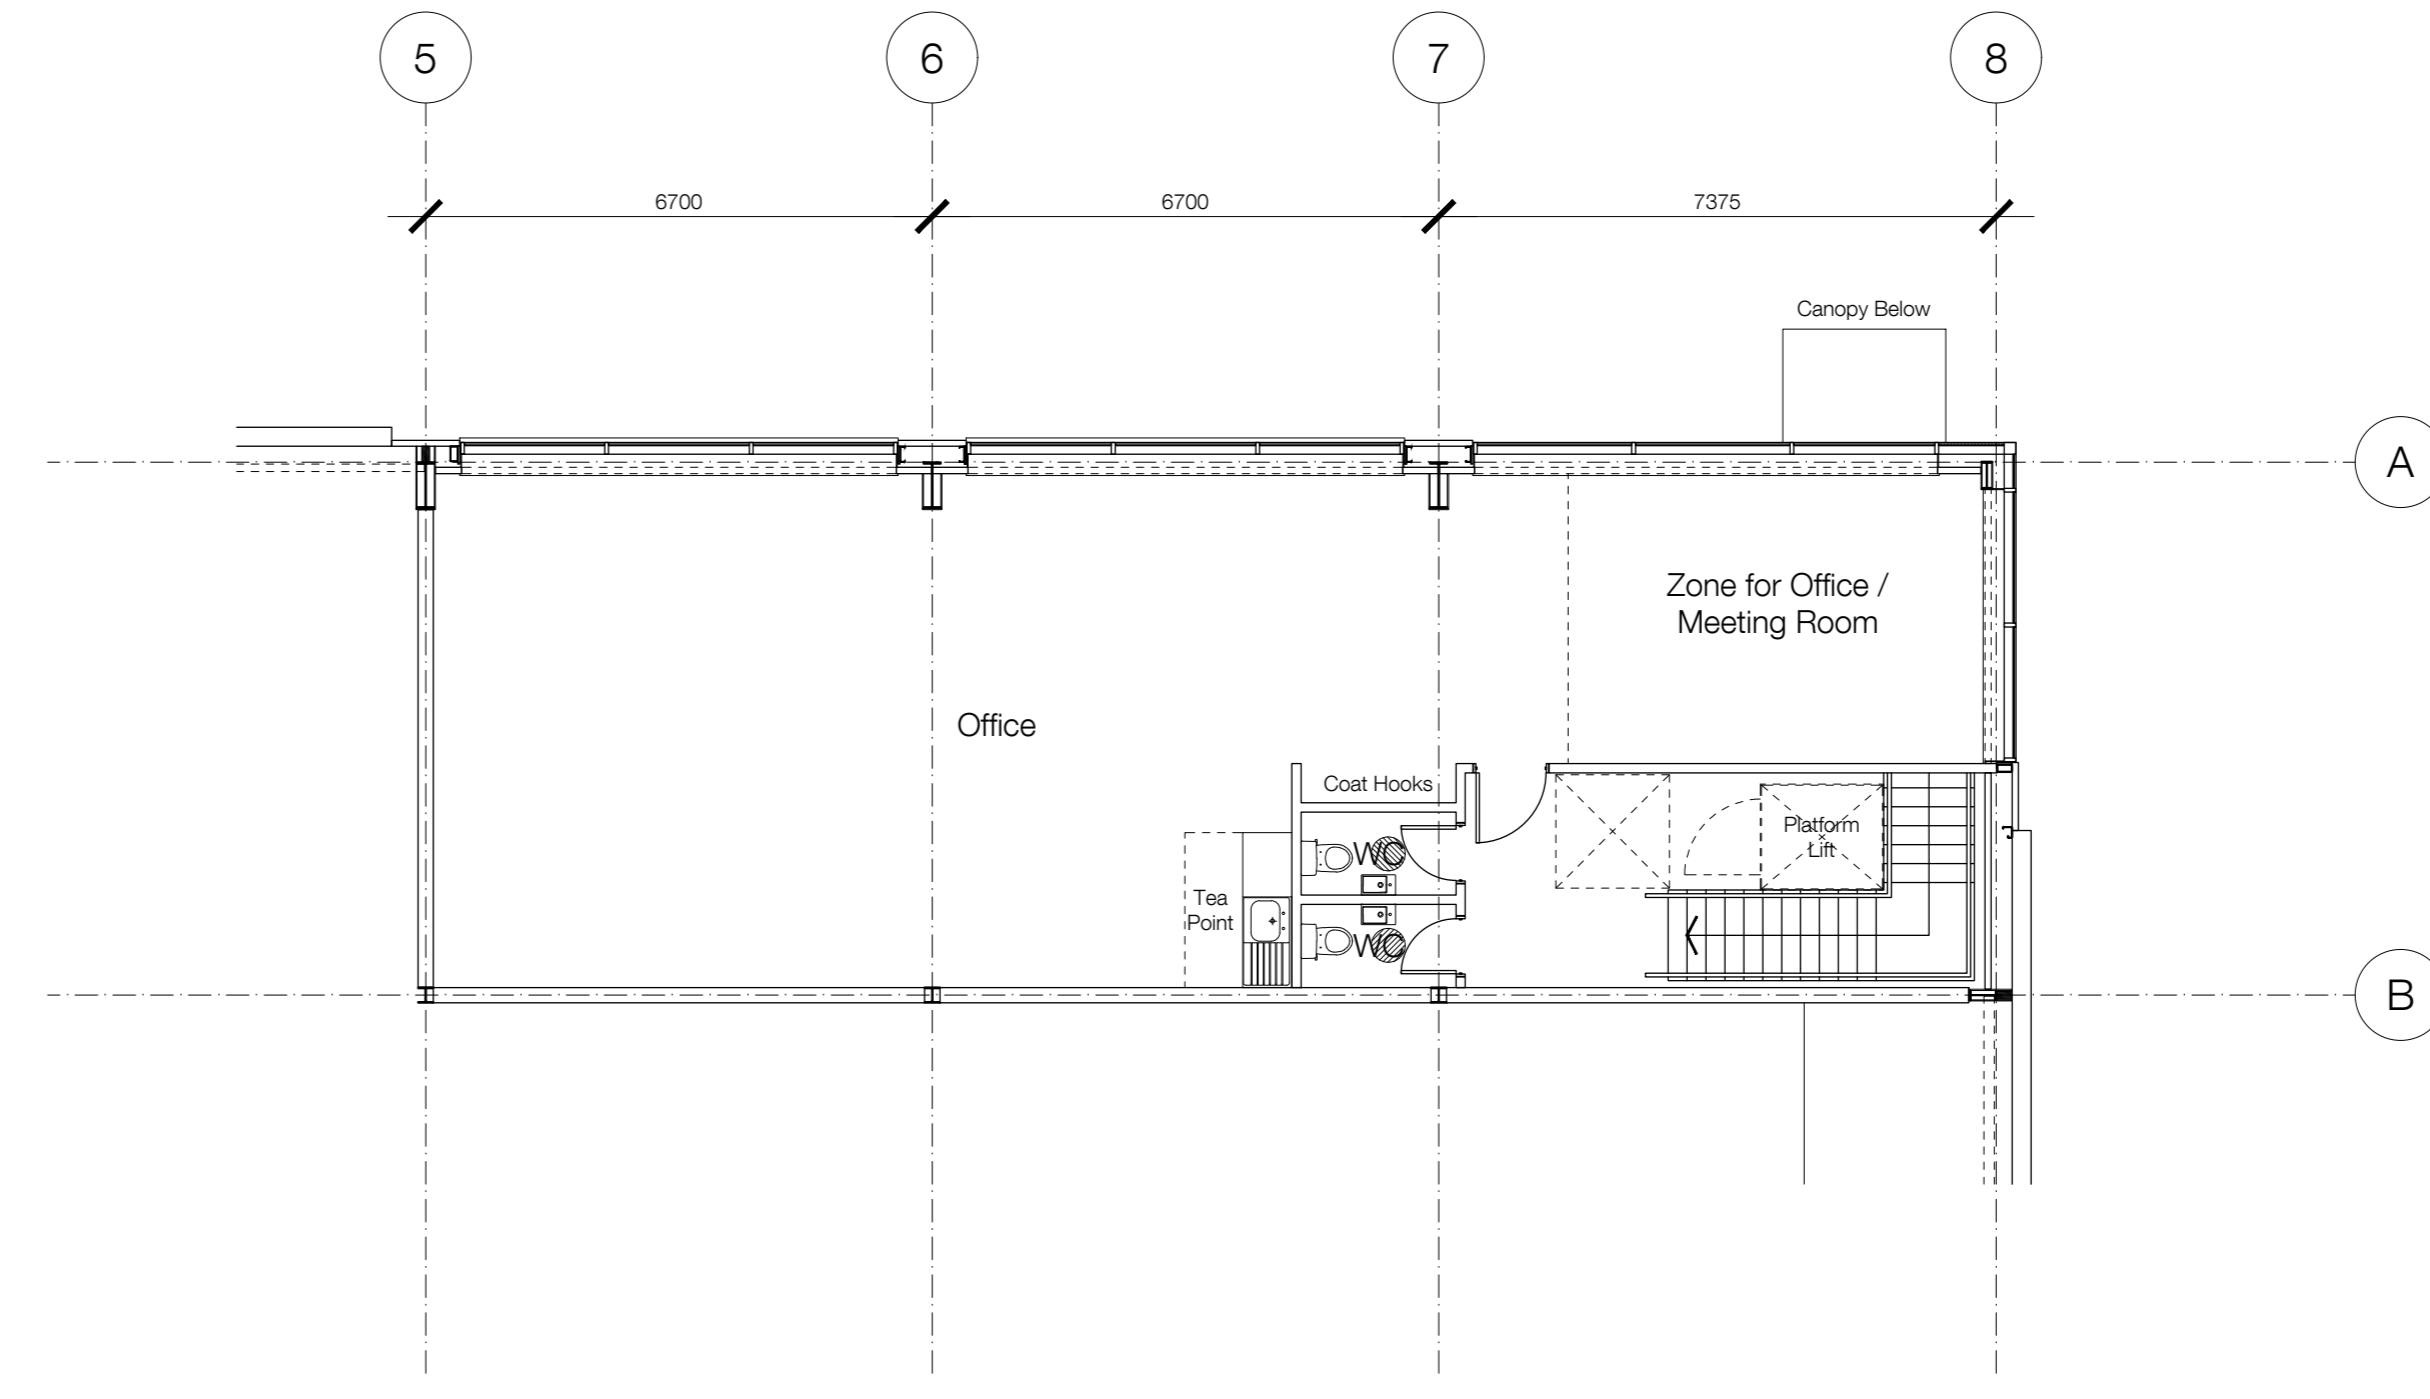 5
6
7
8
6700
6700
7375
Canopy Below
A
Zone for Office /
Meeting Room
Office
Coat Hooks
Platform
Lift
WC
Tea
Point
WC
B